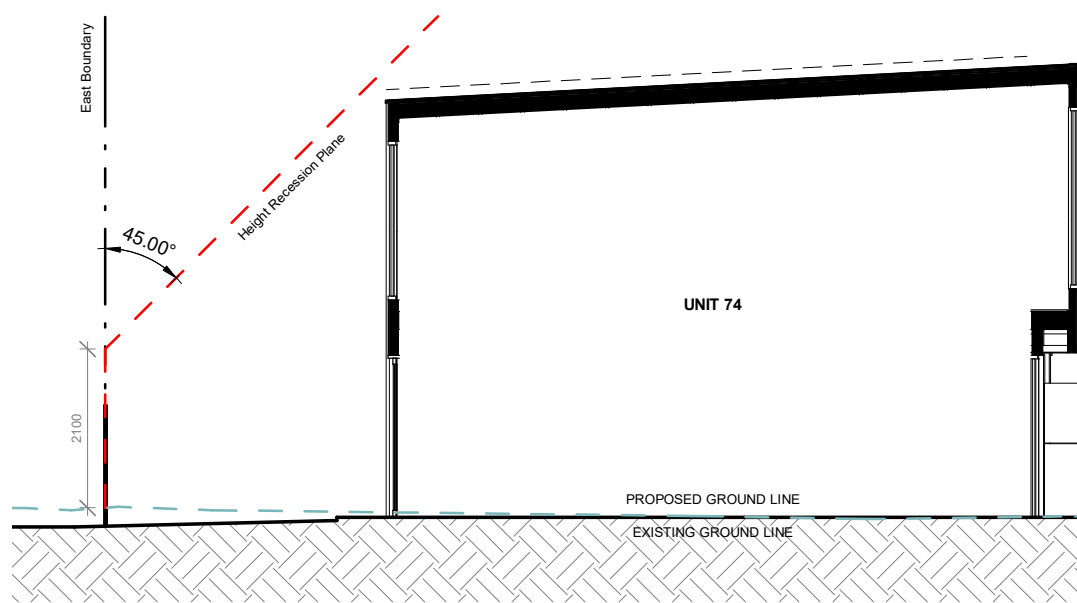 East Boundary
Height Recession Plane
45.00°
UNIT 74
2100
PROPOSED GROUND LINE
EXISTING GROUND LINE